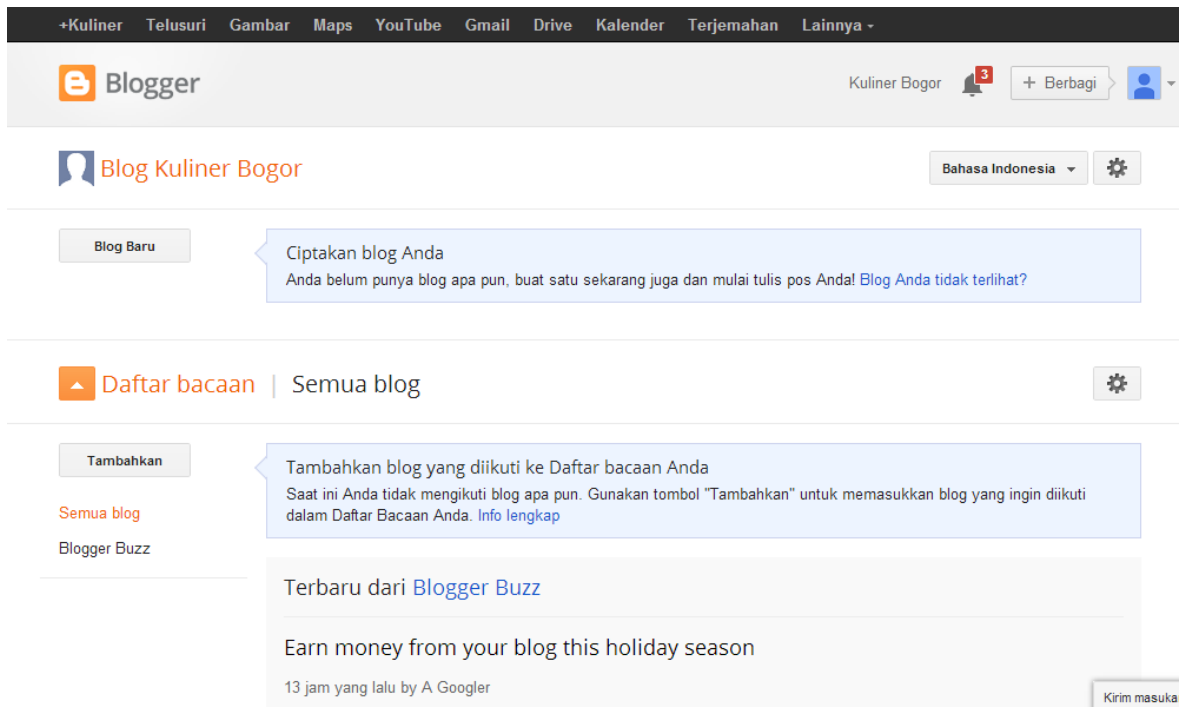 +Kuliner Telusuri Gambar Maps YouTube Gmail Drive Kalender Terjemahan Lainnya
Blogger
Kuliner Bogor 3 + Berbagi
Blog Kuliner Bogor
Bahasa Indonesia
Blog Baru
Ciptakan blog Anda
Anda belum punya blog apa pun, buat satu sekarang juga dan mulai tulis pos Anda! Blog Anda tidak terlihat?
Daftar bacaan | Semua blog
Tambahkan
Tambahkan blog yang diikuti ke Daftar bacaan Anda
Saat ini Anda tidak mengikuti blog apa pun. Gunakan tombol "Tambahkan" untuk memasukkan blog yang ingin diikuti
dalam Daftar Bacaan Anda. Info lengkap
Semua blog
Blogger Buzz
Terbaru dari Blogger Buzz
Earn money from your blog this holiday season
13 jam yang lalu by A Googler
Kirim masuka